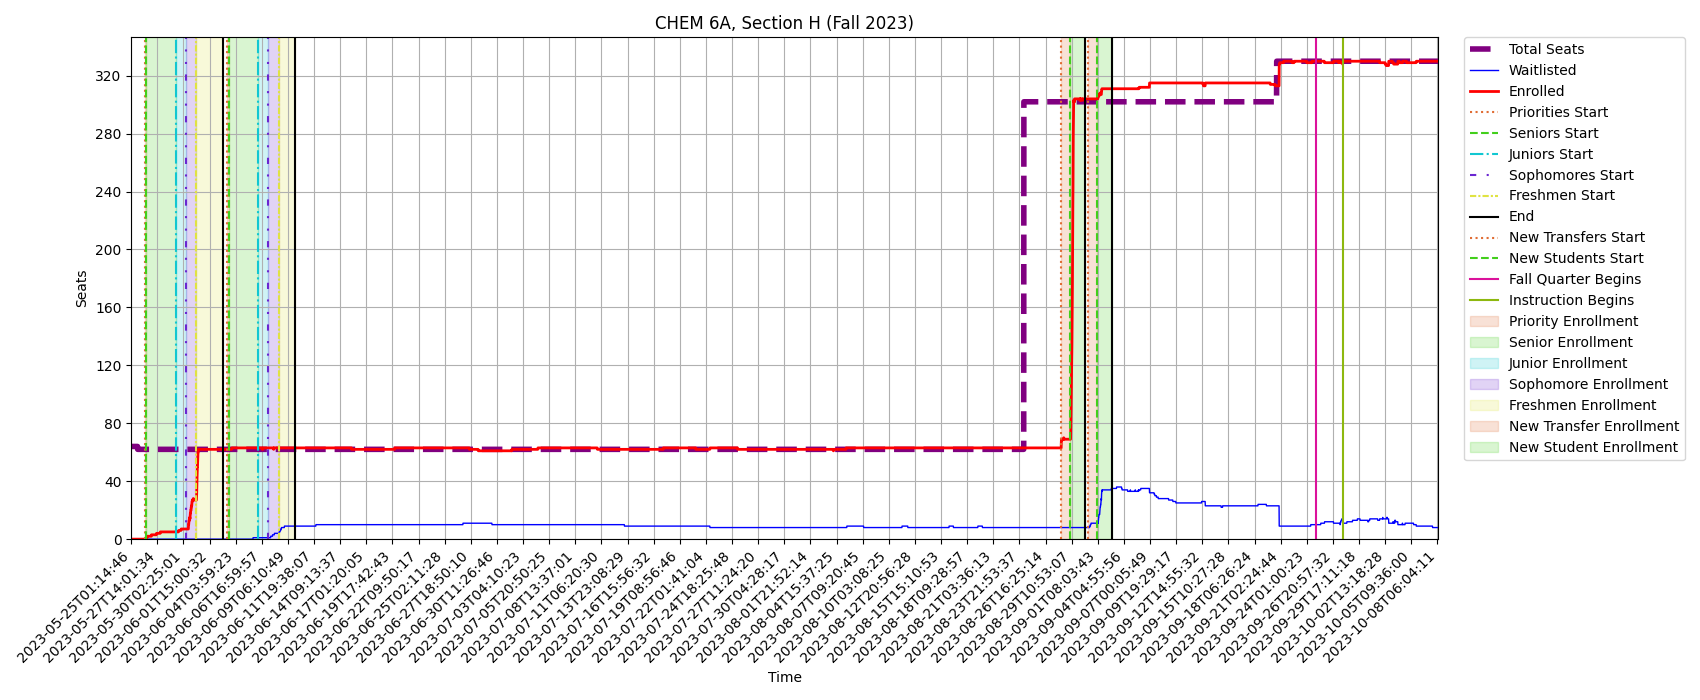 CHEM 6A, Section H (Fall 2023)
Seats
320
280
240
200
160
120
80
40
0
2023-05-25T01:14:46
2023-05-27T14:01:34
2023-05-30T02:25:01
2023-06-01T15:00:32
2023-06-04T03:59:23
2023-06-06T16:59:57
2023-06-09T06:10:49
2023-06-11T19:38:07
2023-06-14T09:13:37
2023-06-17T01:20:05
2023-06-19T17:42:43
2023-06-22T09:50:17
2023-06-25T02:11:28
2023-06-27T18:50:10
2023-06-30T11:26:46
2023-07-03T04:10:23
2023-07-05T20:50:25
2023-07-08T13:37:01
2023-07-11T06:20:30
2023-07-13T23:08:29
2023-07-16T15:56:32
2023-07-19T08:56:46
2023-07-22T01:41:04
2023-07-24T18:25:48
2023-07-27T11:24:20
2023-07-30T04:28:17
2023-08-01T21:52:14
2023-08-04T15:37:25
2023-08-07T09:20:45
2023-08-10T03:08:25
2023-08-12T20:56:28
2023-08-15T15:10:53
2023-08-18T09:28:57
2023-08-21T03:36:13
2023-08-23T21:53:37
2023-08-26T16:25:14
2023-08-29T10:53:07
2023-09-01T08:03:43
2023-09-04T04:55:56
2023-09-07T00:05:49
2023-09-09T19:29:17
2023-09-12T14:55:32
2023-09-15T10:27:28
2023-09-18T06:26:24
2023-09-21T02:24:44
2023-09-24T01:00:23
2023-09-26T20:57:32
2023-09-29T17:11:18
2023-10-02T13:18:28
2023-10-05T09:36:00
2023-10-08T06:04:11
Time
Total Seats
Waitlisted
Enrolled
Priorities Start
Seniors Start
Juniors Start
Sophomores Start
Freshmen Start
End
New Transfers Start
New Students Start
Fall Quarter Begins
Instruction Begins
Priority Enrollment
Senior Enrollment
Junior Enrollment
Sophomore Enrollment
Freshmen Enrollment
New Transfer Enrollment
New Student Enrollment